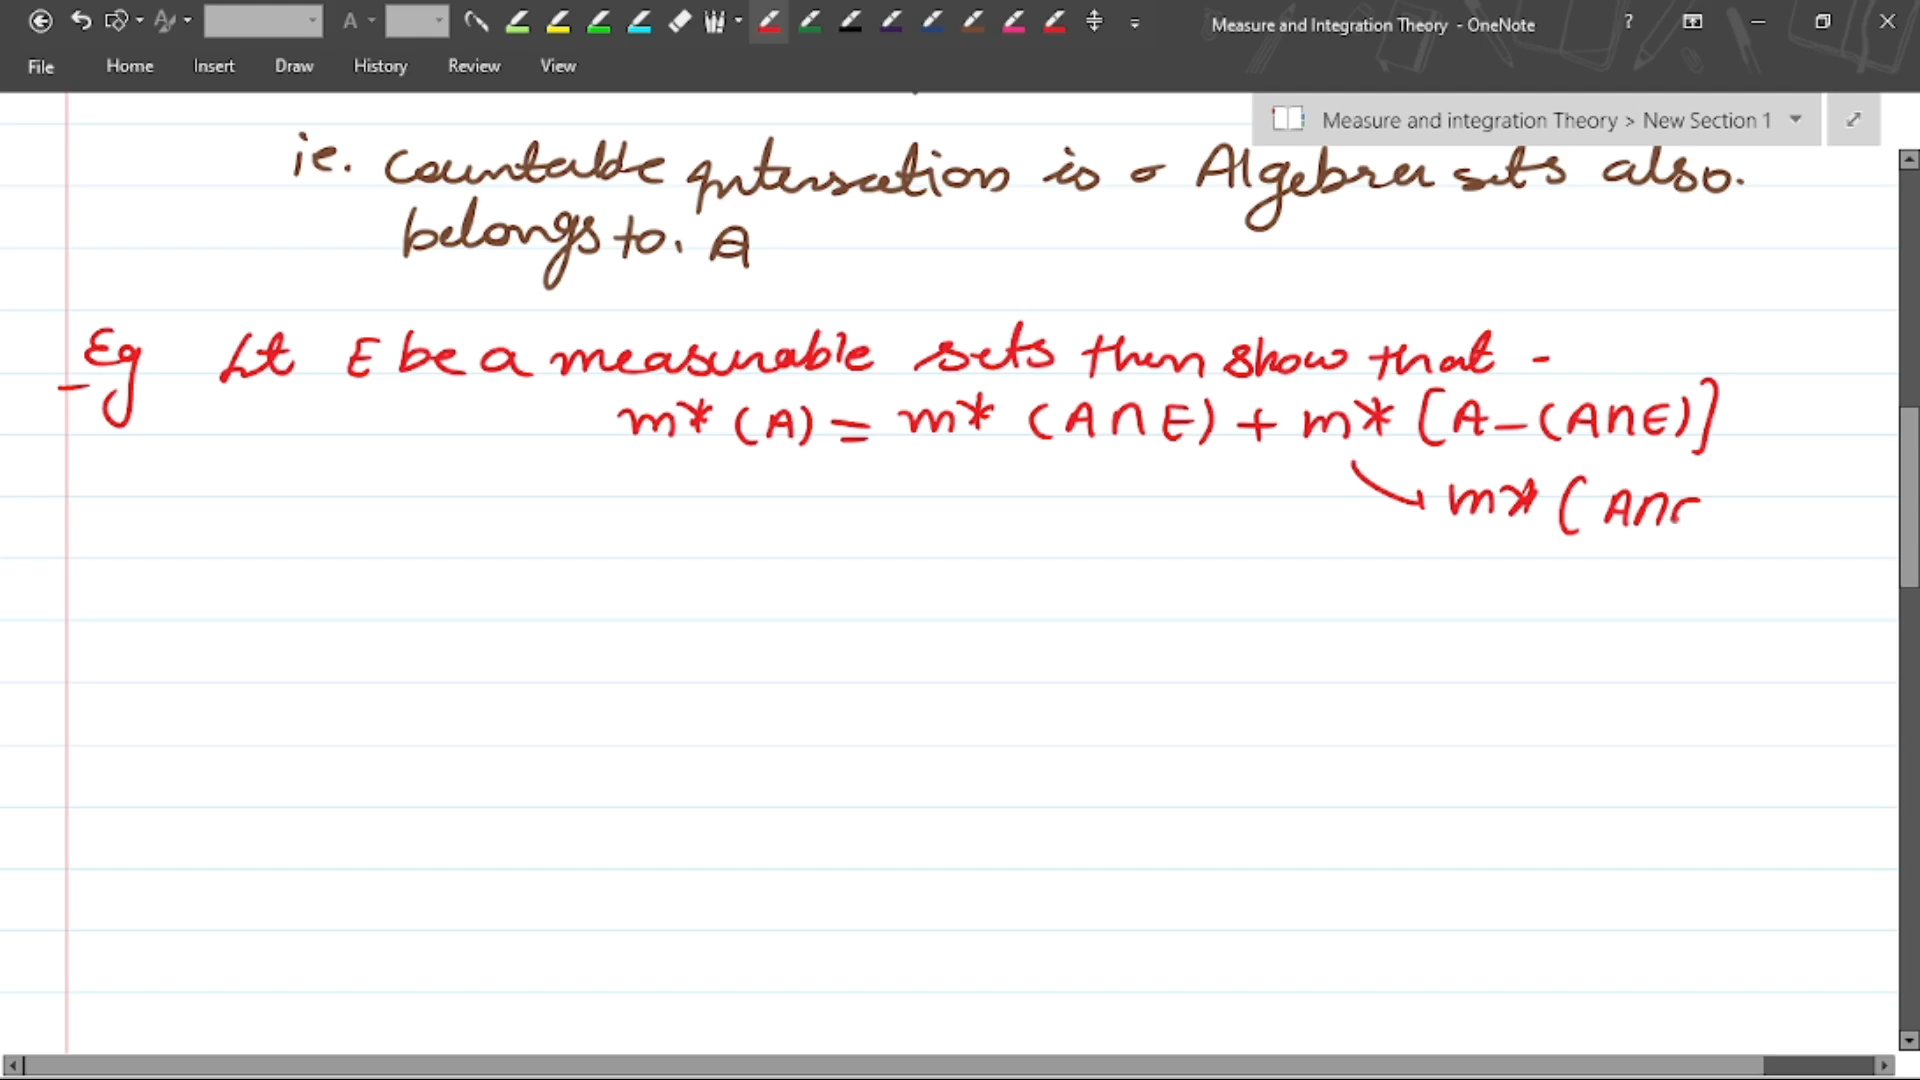 Measure and Integration Theory - OneNote
File Home Insert Draw History Review View
Measure and integration Theory > New Section 1
ie. Countable intersection is σ Algebra sets also.
belongs to. A
Eg Let E be a measurable sets then show that -
m* (A) = m* (A ∩ E) + m* [A - (A∩E)]
m* ( A∩